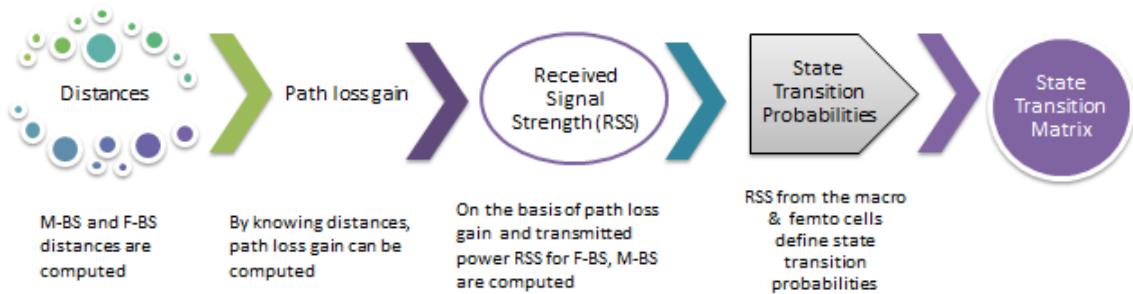 Distances
Path loss gain
Received
Signal
Strength (RSS)
State
Transition
Probabilities
State
Transition
Matrix
M-BS and F-BS
distances are
computed
By knowing distances,
path loss gain can be
computed
On the basis of path loss
gain and transmitted
power RSS for F-BS, M-BS
are computed
RSS from the macro
& femto cells
define state
transition
probabilities